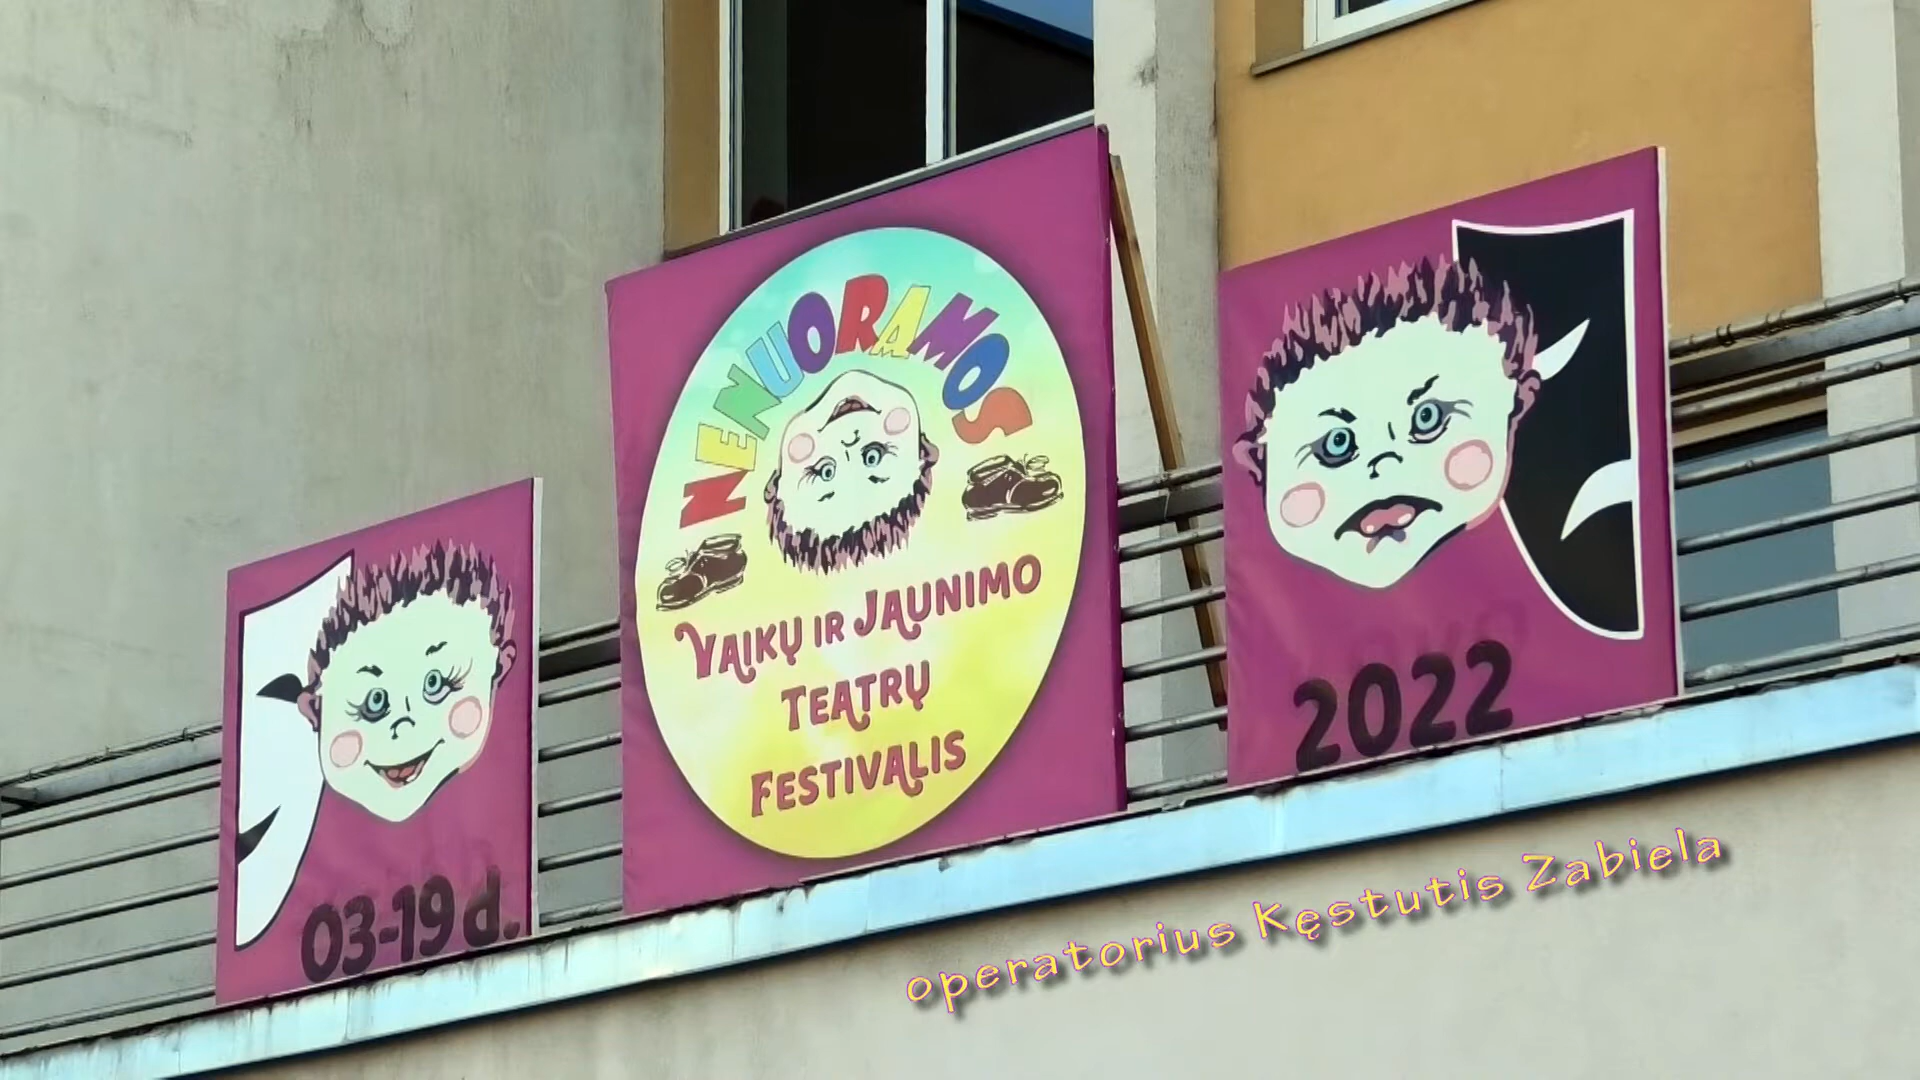 NENUORAMOS
VAIKŲ IR JAUNIMO
TEATRŲ
FESTIVALIS
03-19 d.
2022
operatorius Kęstutis Zabiela